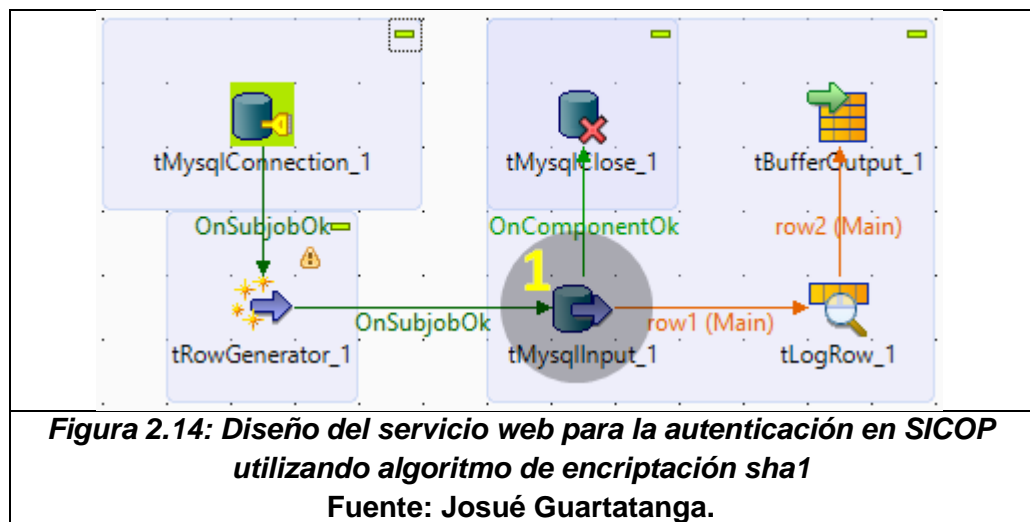 tMysqlConnection_1
tMysqlClose_1
tBufferOutput_1
OnSubjobOk
OnComponentOk
row2 (Main)
1
OnSubjobOk
row1 (Main)
tRowGenerator_1
tMysqlInput_1
tLogRow_1
Figura 2.14: Diseño del servicio web para la autenticación en SICOP
utilizando algoritmo de encriptación sha1
Fuente: Josué Guartatanga.